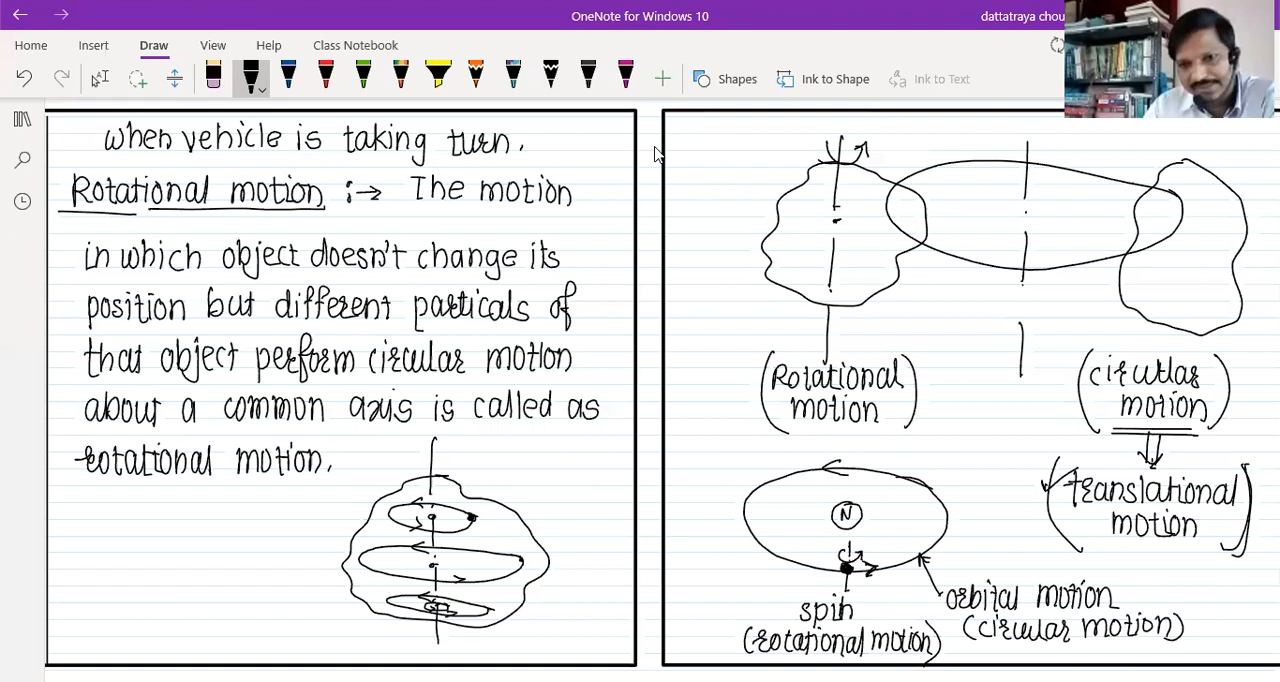 OneNote for Windows 10
dattatraya chou
Home Insert Draw View Help Class Notebook
Shapes Ink to Shape Ink to Text
when vehicle is taking turn.
Rotational motion :→ The motion
in which object doesn't change its
position but different particals of
that object perform circular motion
about a common axis is called as
rotational motion.
(Rotational
motion)
(circutlar
motion)
(translational
motion)
N
spin
(rotational motion)
orbital motion
(circular motion)